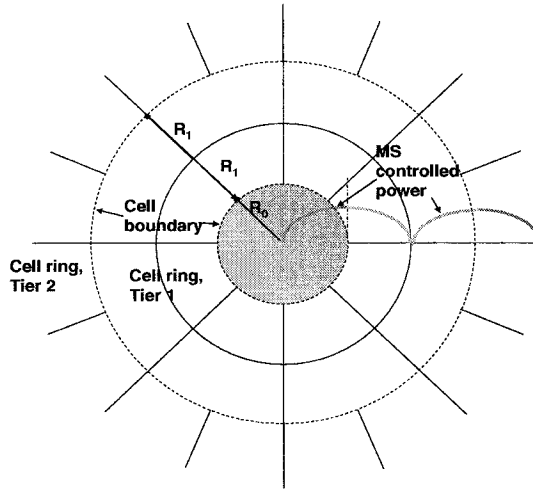 R1
R1
R0
MS
controlled
power
Cell
boundary
Cell ring,
Tier 2
Cell ring,
Tier 1